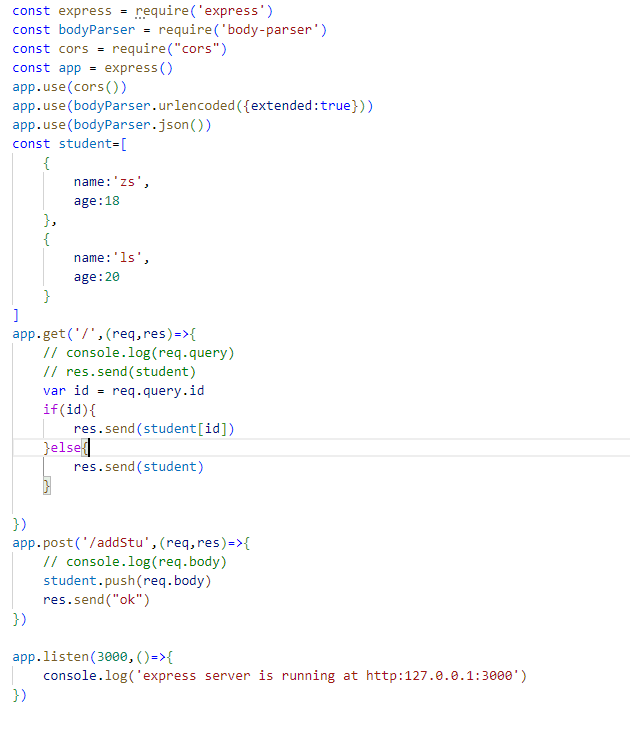 const express = require('express')
const bodyParser = require('body-parser')
const cors = require("cors")
const app = express()
app.use(cors())
app.use(bodyParser.urlencoded({extended:true}))
app.use(bodyParser.json())
const student=[
    {
        name:'zs',
        age:18
    },
    {
        name:'ls',
        age:20
    }
]
app.get('/',(req,res)=>{
    // console.log(req.query)
    // res.send(student)
    var id = req.query.id
    if(id){
        res.send(student[id])
    }else{
        res.send(student)
    }
})
app.post('/addStu',(req,res)=>{
    // console.log(req.body)
    student.push(req.body)
    res.send("ok")
})
app.listen(3000,()=>{
    console.log('express server is running at http:127.0.0.1:3000')
})